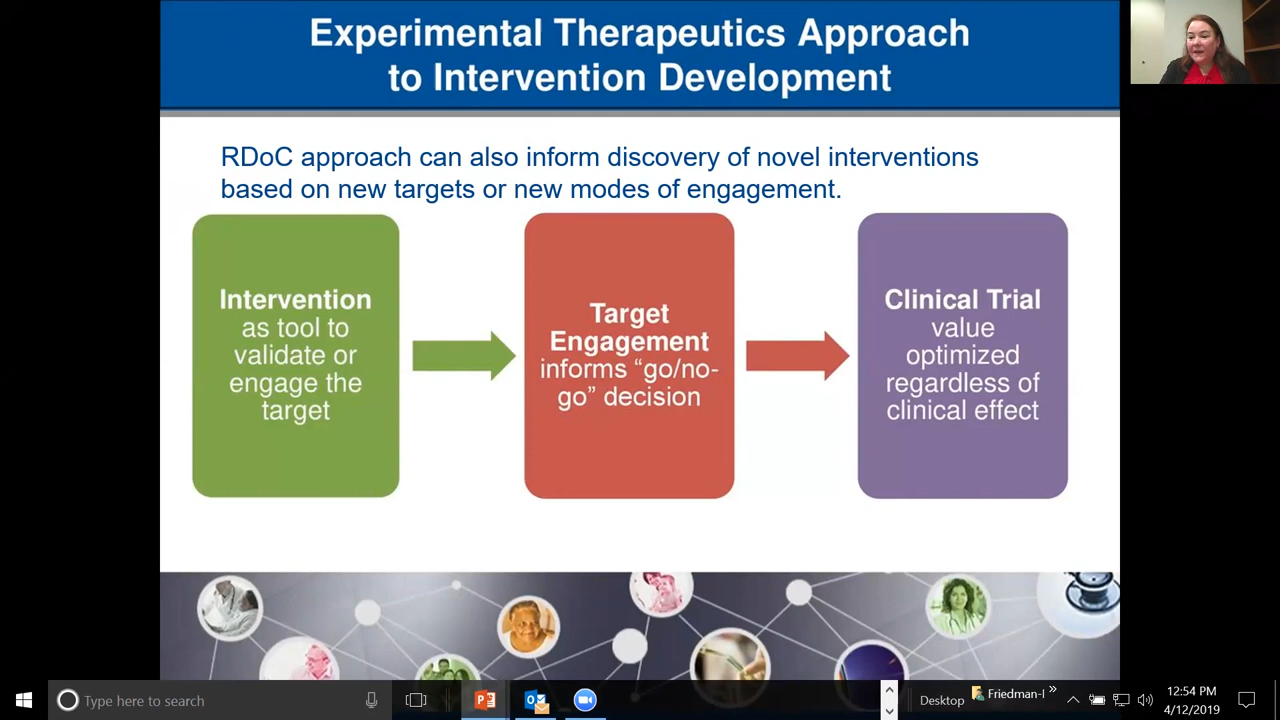 Experimental Therapeutics Approach
to Intervention Development
RDoC approach can also inform discovery of novel interventions
based on new targets or new modes of engagement.
Intervention
as tool to
validate or
engage the
target
Target
Engagement
informs “go/no-
go” decision
Clinical Trial
value
optimized
regardless of
clinical effect
Type here to search
Desktop
Friedman-I
12:54 PM
4/12/2019